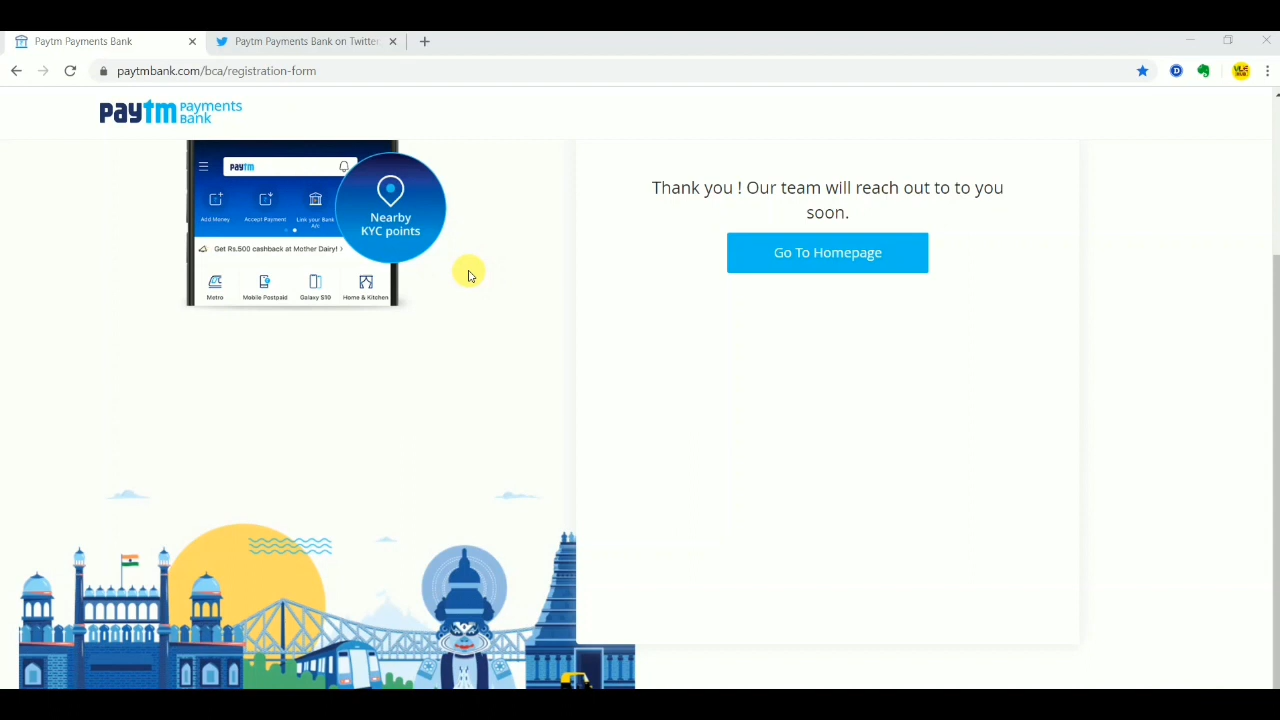 Paytm Payments Bank
Paytm Payments Bank on Twitter
paytmbank.com/bca/registration-form
paytm Payments Bank
paytm
Nearby
KYC points
Add Money
Accept Payment
Link your Bank
A/c
Get Rs.500 cashback at Mother Dairy! >
Metro
Mobile Postpaid
Galaxy S10
Home & Kitchen
Thank you ! Our team will reach out to to you
soon.
Go To Homepage